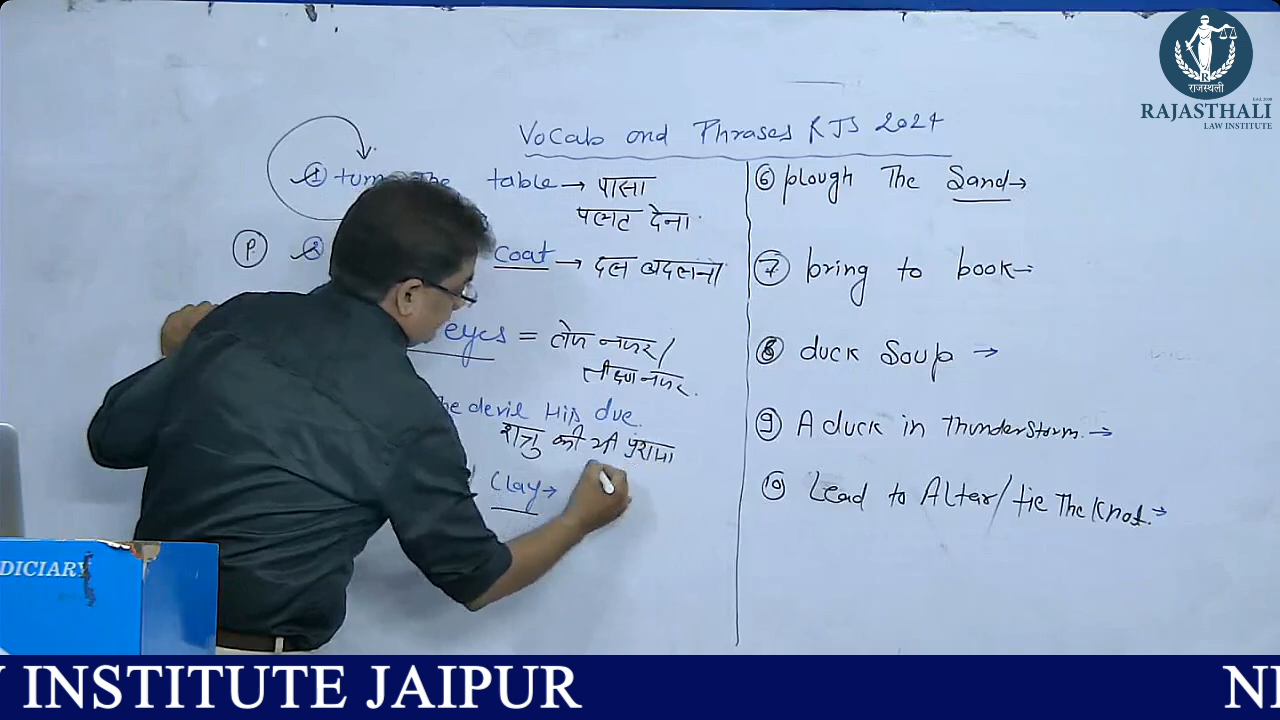 राजस्थली
RAJASTHALI
LAW INSTITUTE
Vocab and Phrases RJS 2024
① turn The table → पासा
पलट देना.
Ⓟ ② coat → दल बदलना
eyes = तेज नजर/
तीक्ष्ण नजर.
the devil His due.
शत्रु की भी प्रशंसा
Clay →
⑥ plough The Sand →
⑦ bring to book →
⑧ duck Soup →
⑨ A duck in ThunderStorm. →
⑩ Lead to Alter/tie The Knot. →
DICIARY
INSTITUTE JAIPUR